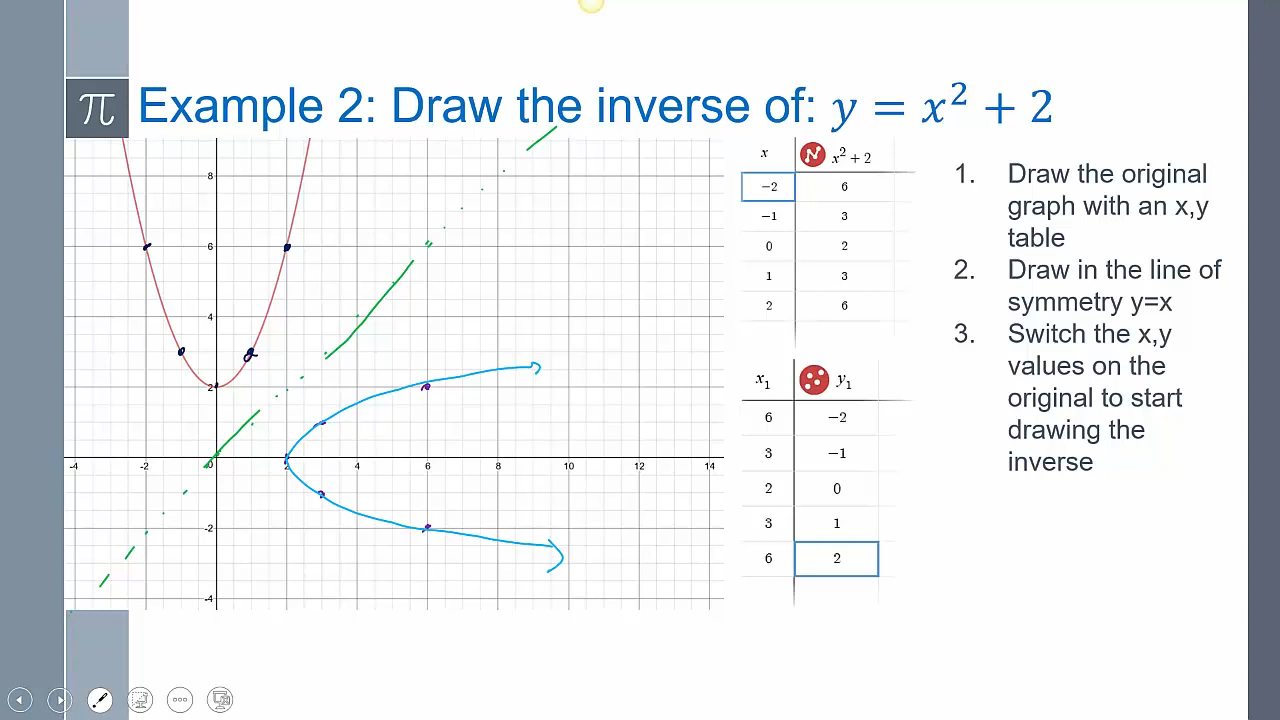 π Example 2: Draw the inverse of: y = x² + 2
8
6
4
2
0
-2
-4
-4 -2 2 4 6 8 10 12 14
x x² + 2
−2 6
−1 3
0 2
1 3
2 6
x₁ y₁
6 −2
3 −1
2 0
3 1
6 2
1. Draw the original
graph with an x,y
table
2. Draw in the line of
symmetry y=x
3. Switch the x,y
values on the
original to start
drawing the
inverse